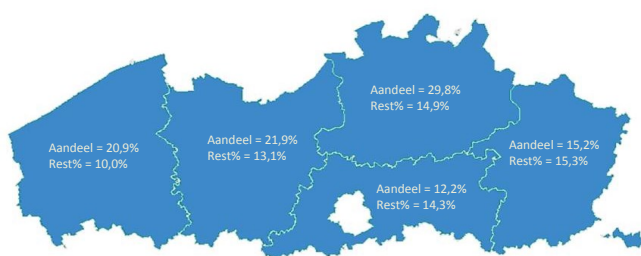 Aandeel = 29,8%
Rest% = 14,9%
Aandeel = 20,9%
Rest% = 10,0%
Aandeel = 21,9%
Rest% = 13,1%
Aandeel = 15,2%
Rest% = 15,3%
Aandeel = 12,2%
Rest% = 14,3%